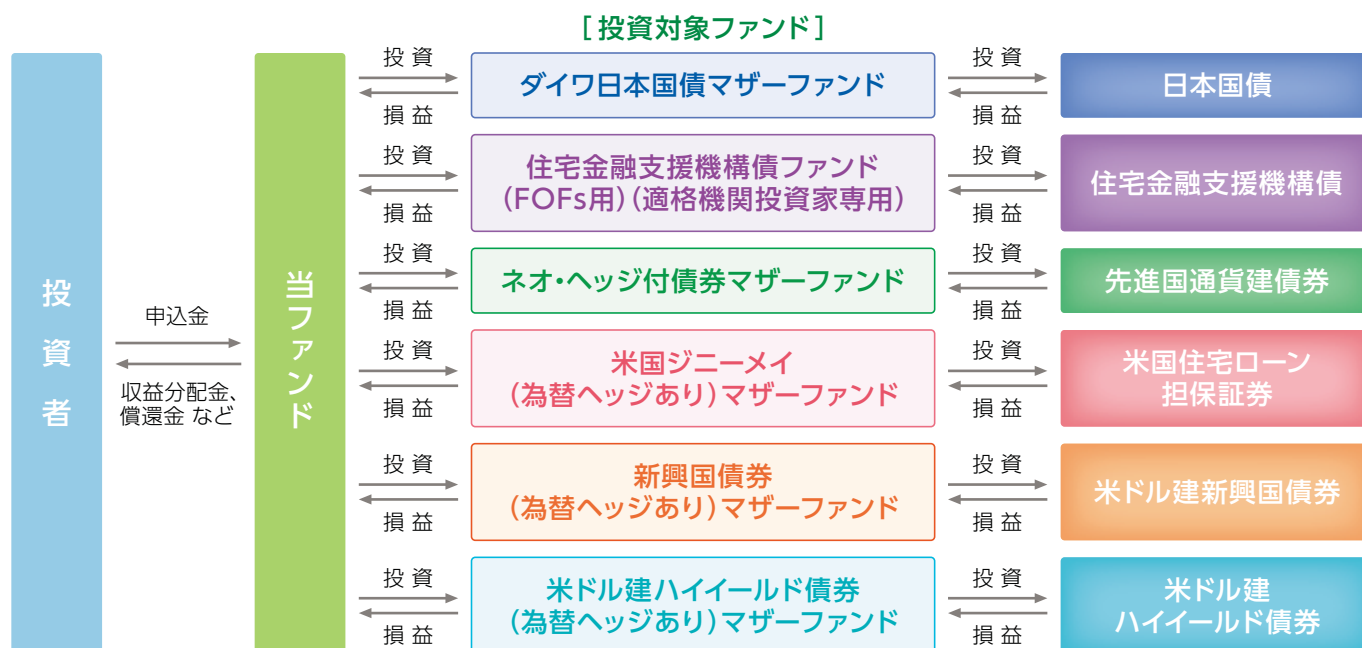 [投資対象ファンド]
投資者
申込金
収益分配金、
償還金 など
当ファンド
投 資
損 益
ダイワ日本国債マザーファンド
投 資
損 益
日本国債
投 資
損 益
住宅金融支援機構債ファンド
(FOFs用)(適格機関投資家専用)
投 資
損 益
住宅金融支援機構債
投 資
損 益
ネオ・ヘッジ付債券マザーファンド
投 資
損 益
先進国通貨建債券
投 資
損 益
米国ジニーメイ
(為替ヘッジあり)マザーファンド
投 資
損 益
米国住宅ローン
担保証券
投 資
損 益
新興国債券
(為替ヘッジあり)マザーファンド
投 資
損 益
米ドル建新興国債券
投 資
損 益
米ドル建ハイイールド債券
(為替ヘッジあり)マザーファンド
投 資
損 益
米ドル建
ハイイールド債券